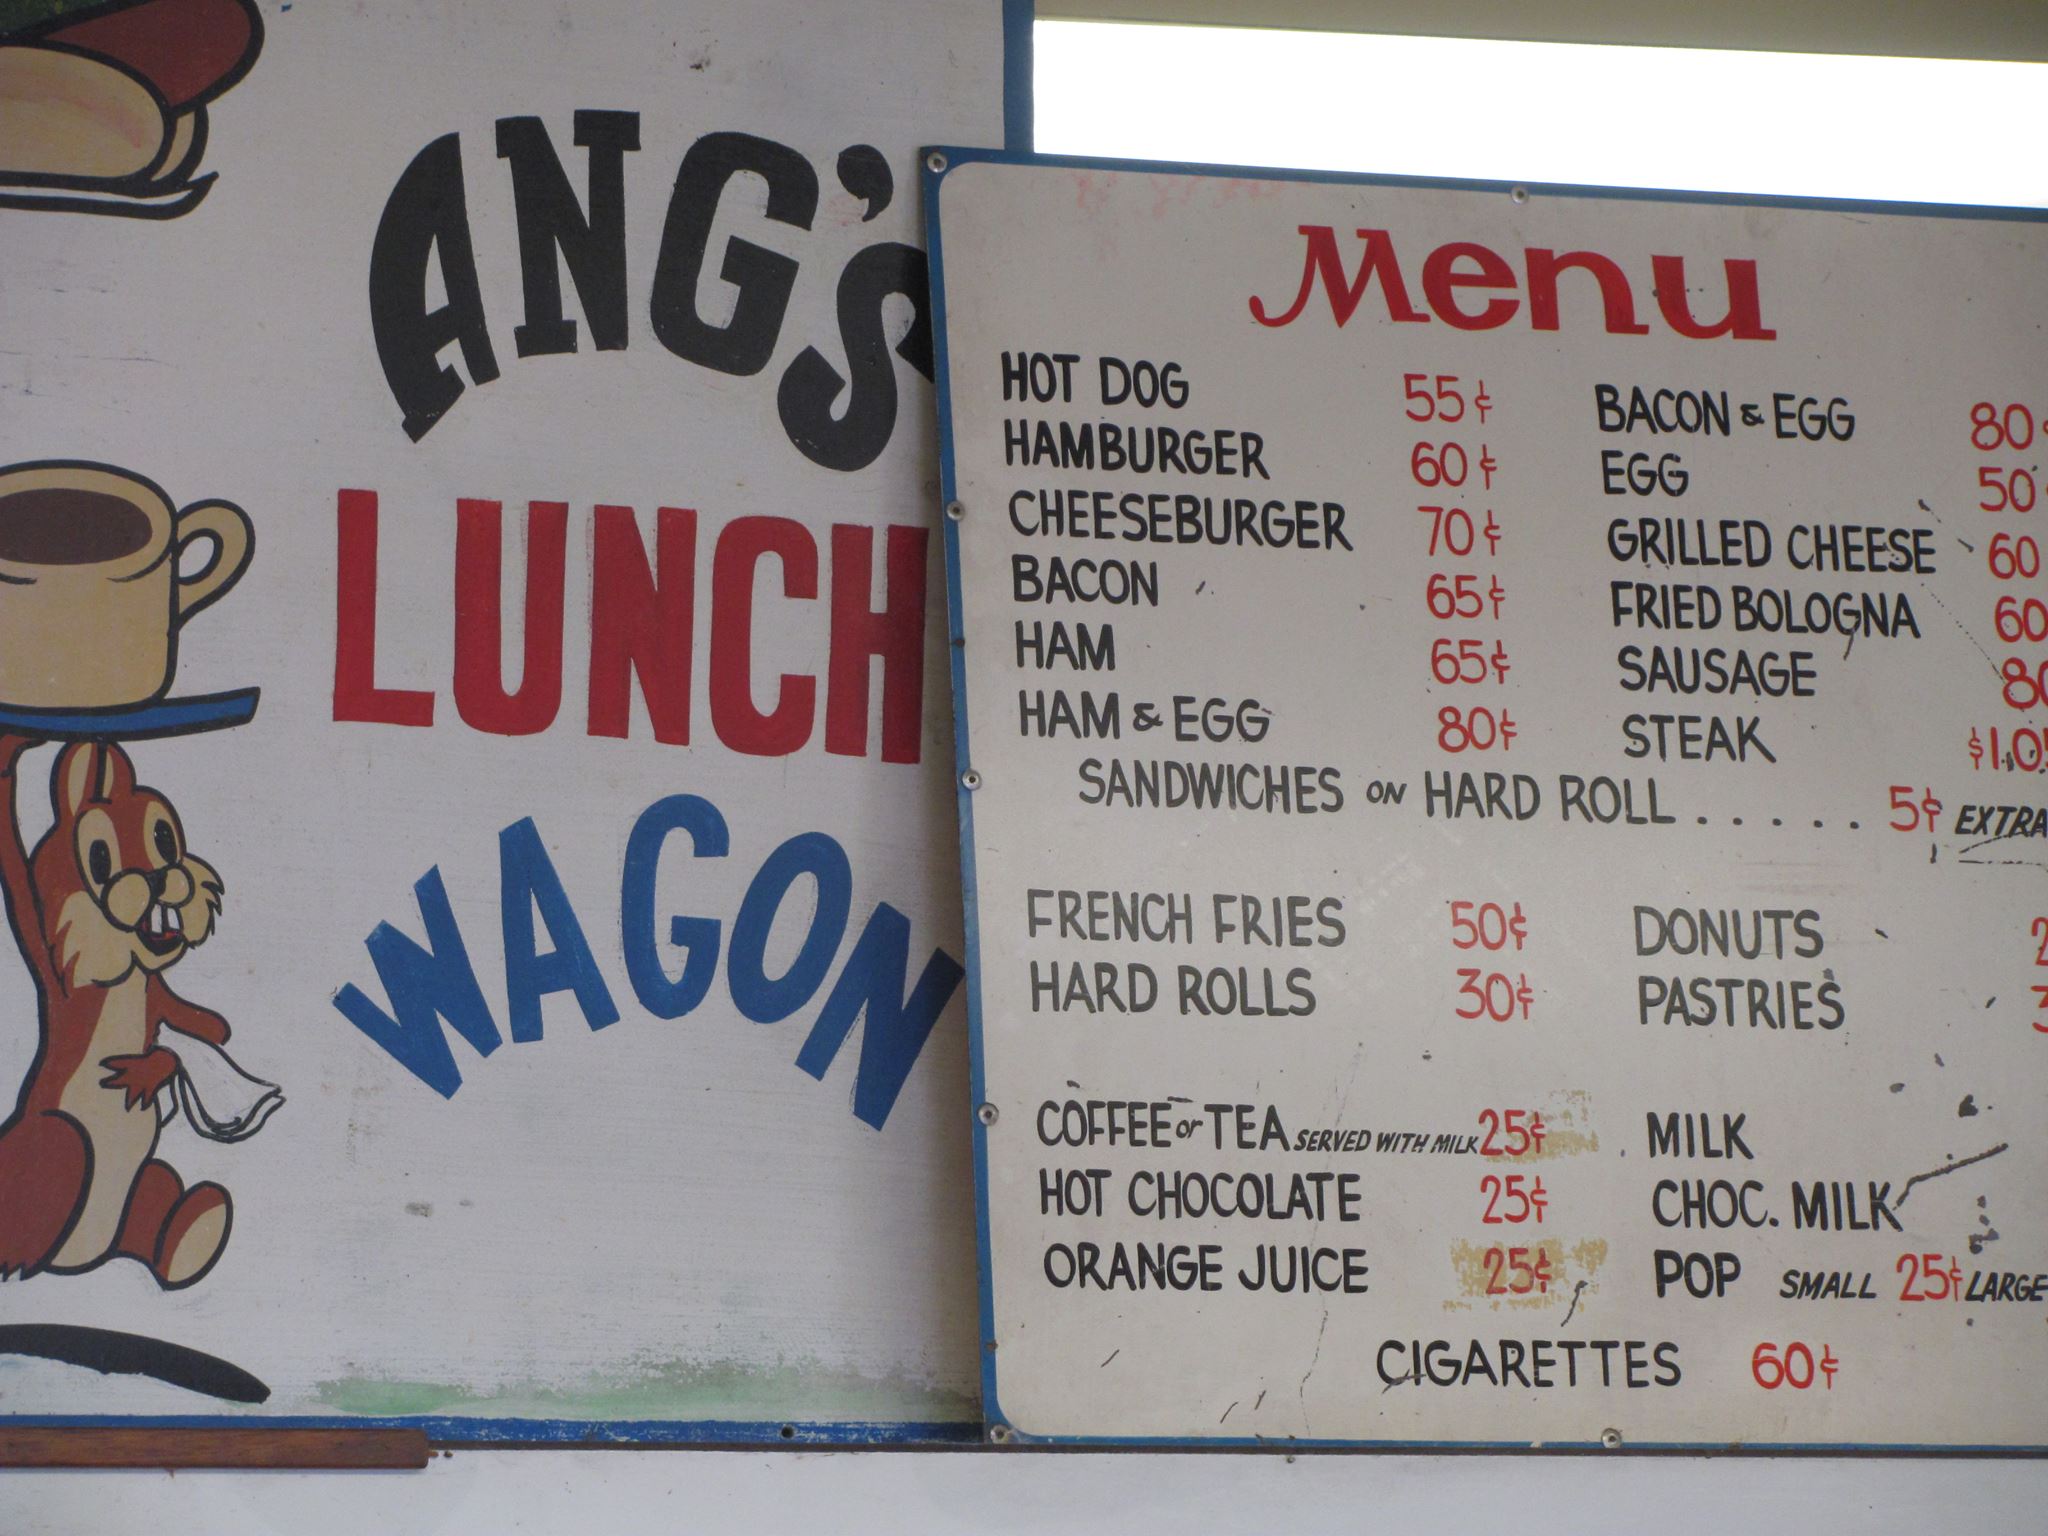 ANG'S
LUNCH
WAGON
Menu
HOT DOG 55¢
HAMBURGER 60¢
CHEESEBURGER 70¢
BACON 65¢
HAM 65¢
HAM & EGG 80¢
BACON & EGG 80¢
EGG 50¢
GRILLED CHEESE 60
FRIED BOLOGNA 60
SAUSAGE 80
STEAK $1.05
SANDWICHES ON HARD ROLL ..... 5¢ EXTRA
FRENCH FRIES 50¢
HARD ROLLS 30¢
DONUTS
PASTRIES
COFFEE or TEA SERVED WITH MILK 25¢
HOT CHOCOLATE 25¢
ORANGE JUICE 25¢
MILK
CHOC. MILK
POP SMALL 25¢ LARGE
CIGARETTES 60¢